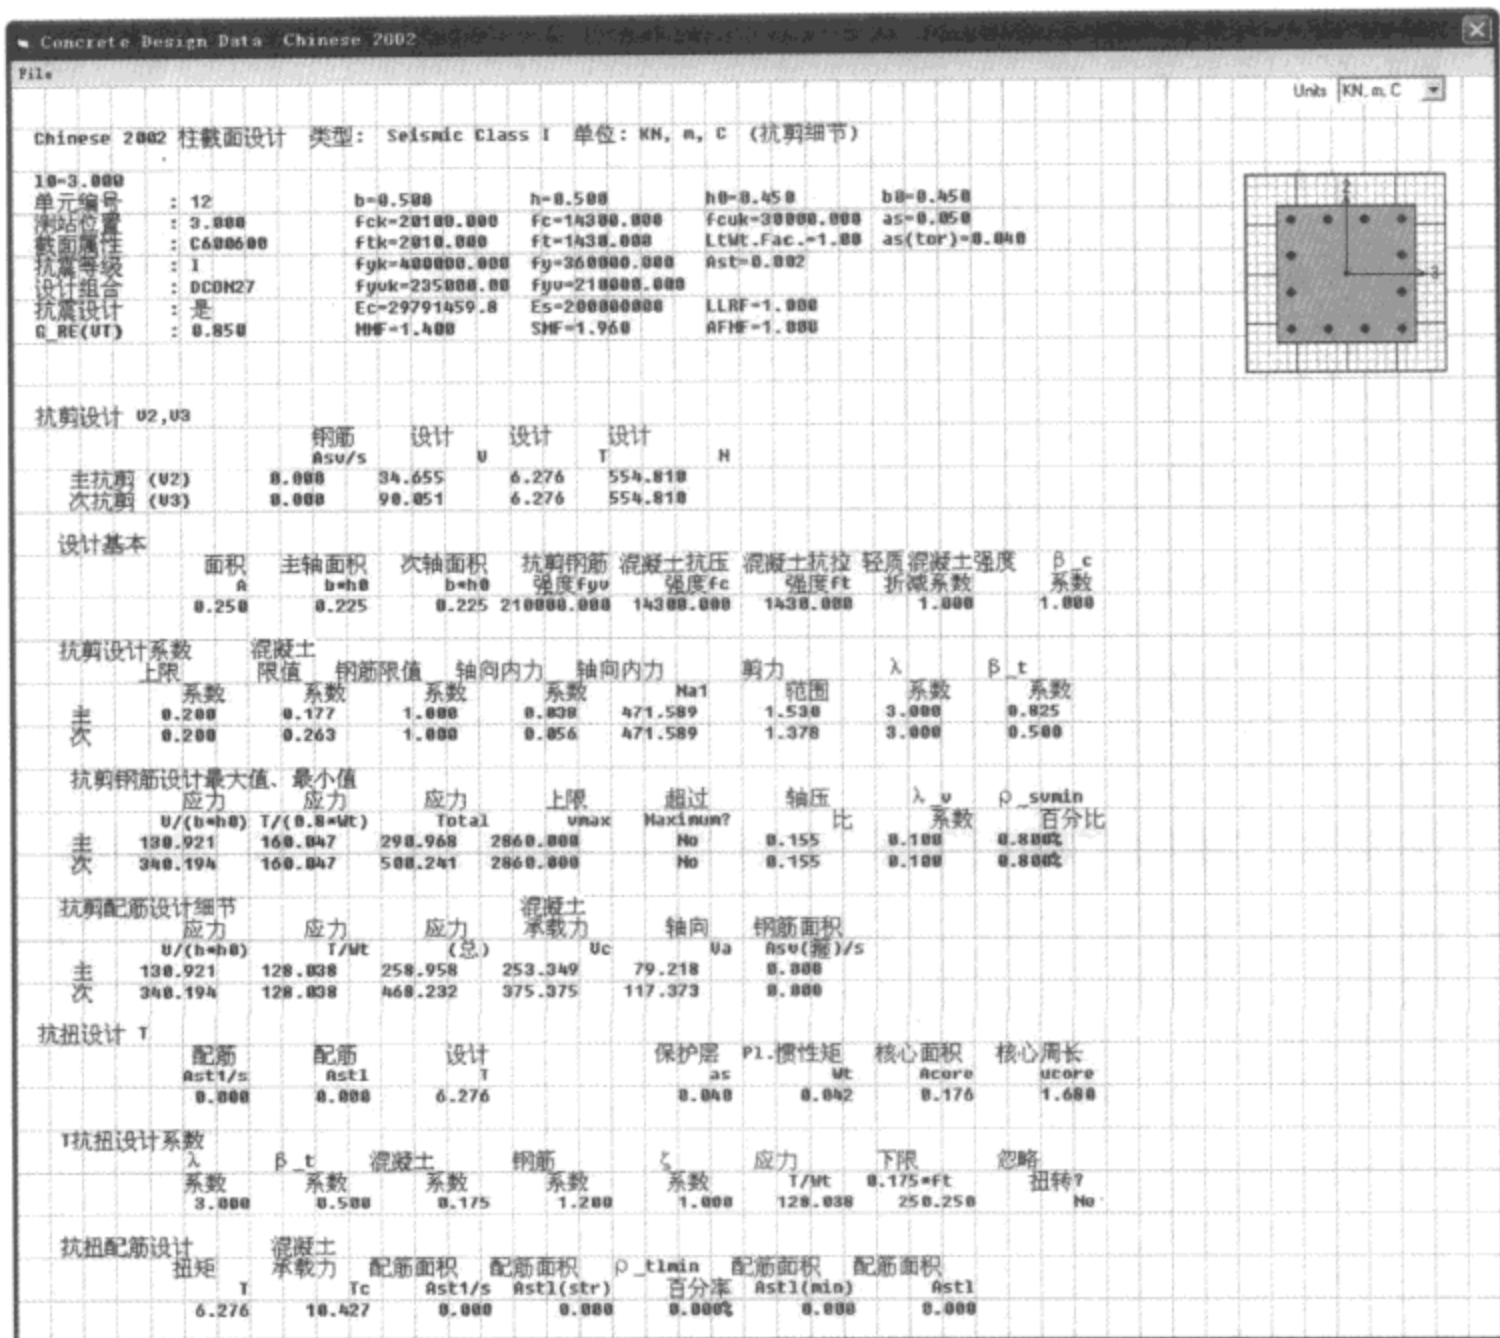 Concrete Design Data  Chinese 2002
File
Units KN, m, C
Chinese 2002 柱截面设计  类型: Seismic Class I  单位: KN, m, C  (抗剪细节)
10-3.000
单元编号 : 12 b=0.500 h=0.500 h0=0.450 b0=0.450
测站位置 : 3.000 fck=20100.000 fc=14300.000 fcuk=30000.000 as=0.050
截面属性 : C600600 ftk=2010.000 ft=1430.000 LtWt.Fac.=1.00 as(tor)=0.040
抗震等级 : 1 fyk=400000.000 fy=360000.000 Ast=0.002
设计组合 : DCON27 fyvk=235000.00 fyv=210000.000
抗震设计 : 是 Ec=29791459.8 Es=200000000 LLRF=1.000
G_RE(VT) : 0.850 MMF=1.400 SMF=1.960 AFMF=1.000
2
3
抗剪设计 V2,V3
钢筋 设计 设计 设计
Asv/s V T N
主抗剪 (V2) 0.000 34.655 6.276 554.810
次抗剪 (V3) 0.000 90.051 6.276 554.810
设计基本
面积 主轴面积 次轴面积 抗剪钢筋 混凝土抗压 混凝土抗拉 轻质混凝土强度 β_c
A b*h0 b*h0 强度fyv 强度fc 强度ft 折减系数 系数
0.250 0.225 0.225 210000.000 14300.000 1430.000 1.000 1.000
抗剪设计系数 混凝土
上限 限值 钢筋限值 轴向内力 轴向内力 剪力 λ β_t
系数 系数 系数 系数 Na1 范围 系数 系数
主 0.200 0.177 1.000 0.038 471.589 1.530 3.000 0.825
次 0.200 0.263 1.000 0.056 471.589 1.378 3.000 0.500
抗剪钢筋设计最大值、最小值
应力 应力 应力 上限 超过 轴压 λ_v ρ_svmin
V/(b*h0) T/(0.8*Wt) Total vmax Maximum? 比 系数 百分比
主 130.921 160.047 290.968 2860.000 No 0.155 0.100 0.800%
次 340.194 160.047 500.241 2860.000 No 0.155 0.100 0.800%
抗剪配筋设计细节 混凝土
应力 应力 应力 承载力 轴向 钢筋面积
V/(b*h0) T/Wt (总) Vc Va Asv(箍)/s
主 130.921 128.038 258.958 253.349 79.218 0.000
次 340.194 128.038 468.232 375.375 117.373 0.000
抗扭设计 T
配筋 配筋 设计 保护层 Pl.惯性矩 核心面积 核心周长
Ast1/s Astl T as Wt Acore ucore
0.000 0.000 6.276 0.040 0.042 0.176 1.680
T抗扭设计系数
λ β_t 混凝土 钢筋 ζ 应力 下限 忽略
系数 系数 系数 系数 系数 T/Wt 0.175*ft 扭转?
3.000 0.500 0.175 1.200 1.000 128.038 250.250 No
抗扭配筋设计 混凝土
扭矩 承载力 配筋面积 配筋面积 ρ_tlmin 配筋面积 配筋面积
T Tc Ast1/s Astl(str) 百分率 Astl(min) Astl
6.276 10.427 0.000 0.000 0.000% 0.000 0.000